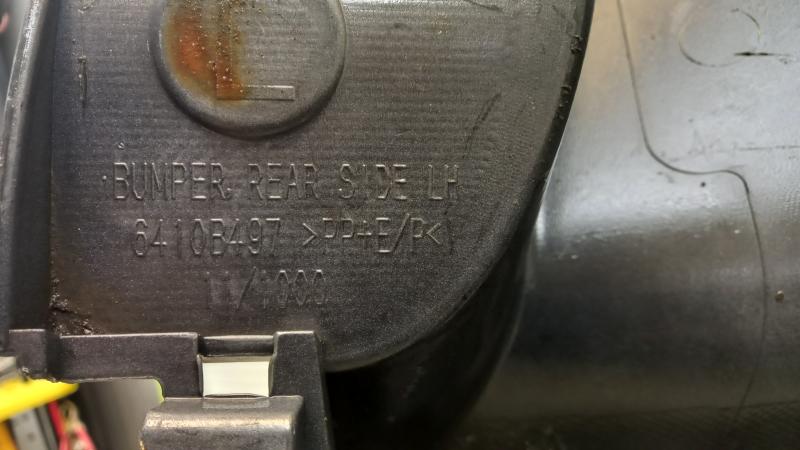 L
BUMPER, REAR SIDE LH
6410B497 >PP+E/P<